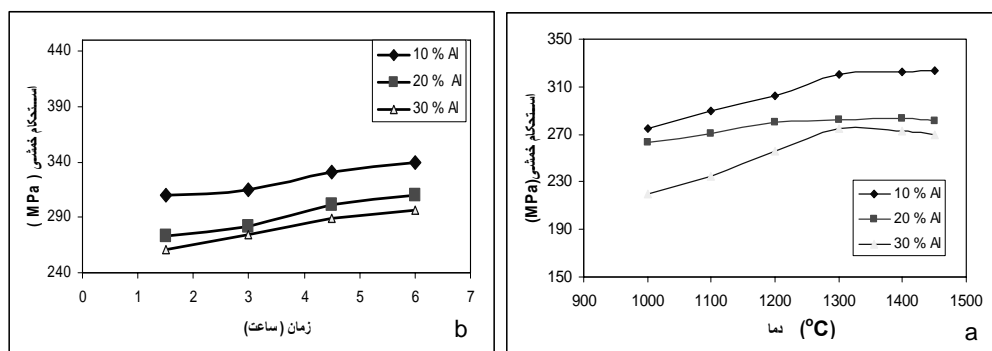 440
390
340
290
240
استحکام خمشی ( MPa )
10 % Al
20 % Al
30 % Al
0 1 2 3 4 5 6 7
زمان (ساعت)
b
350
310
270
230
190
150
استحکام خمشی(MPa)
10 % Al
20 % Al
30 % Al
900 1000 1100 1200 1300 1400 1500
دما (°C)
a